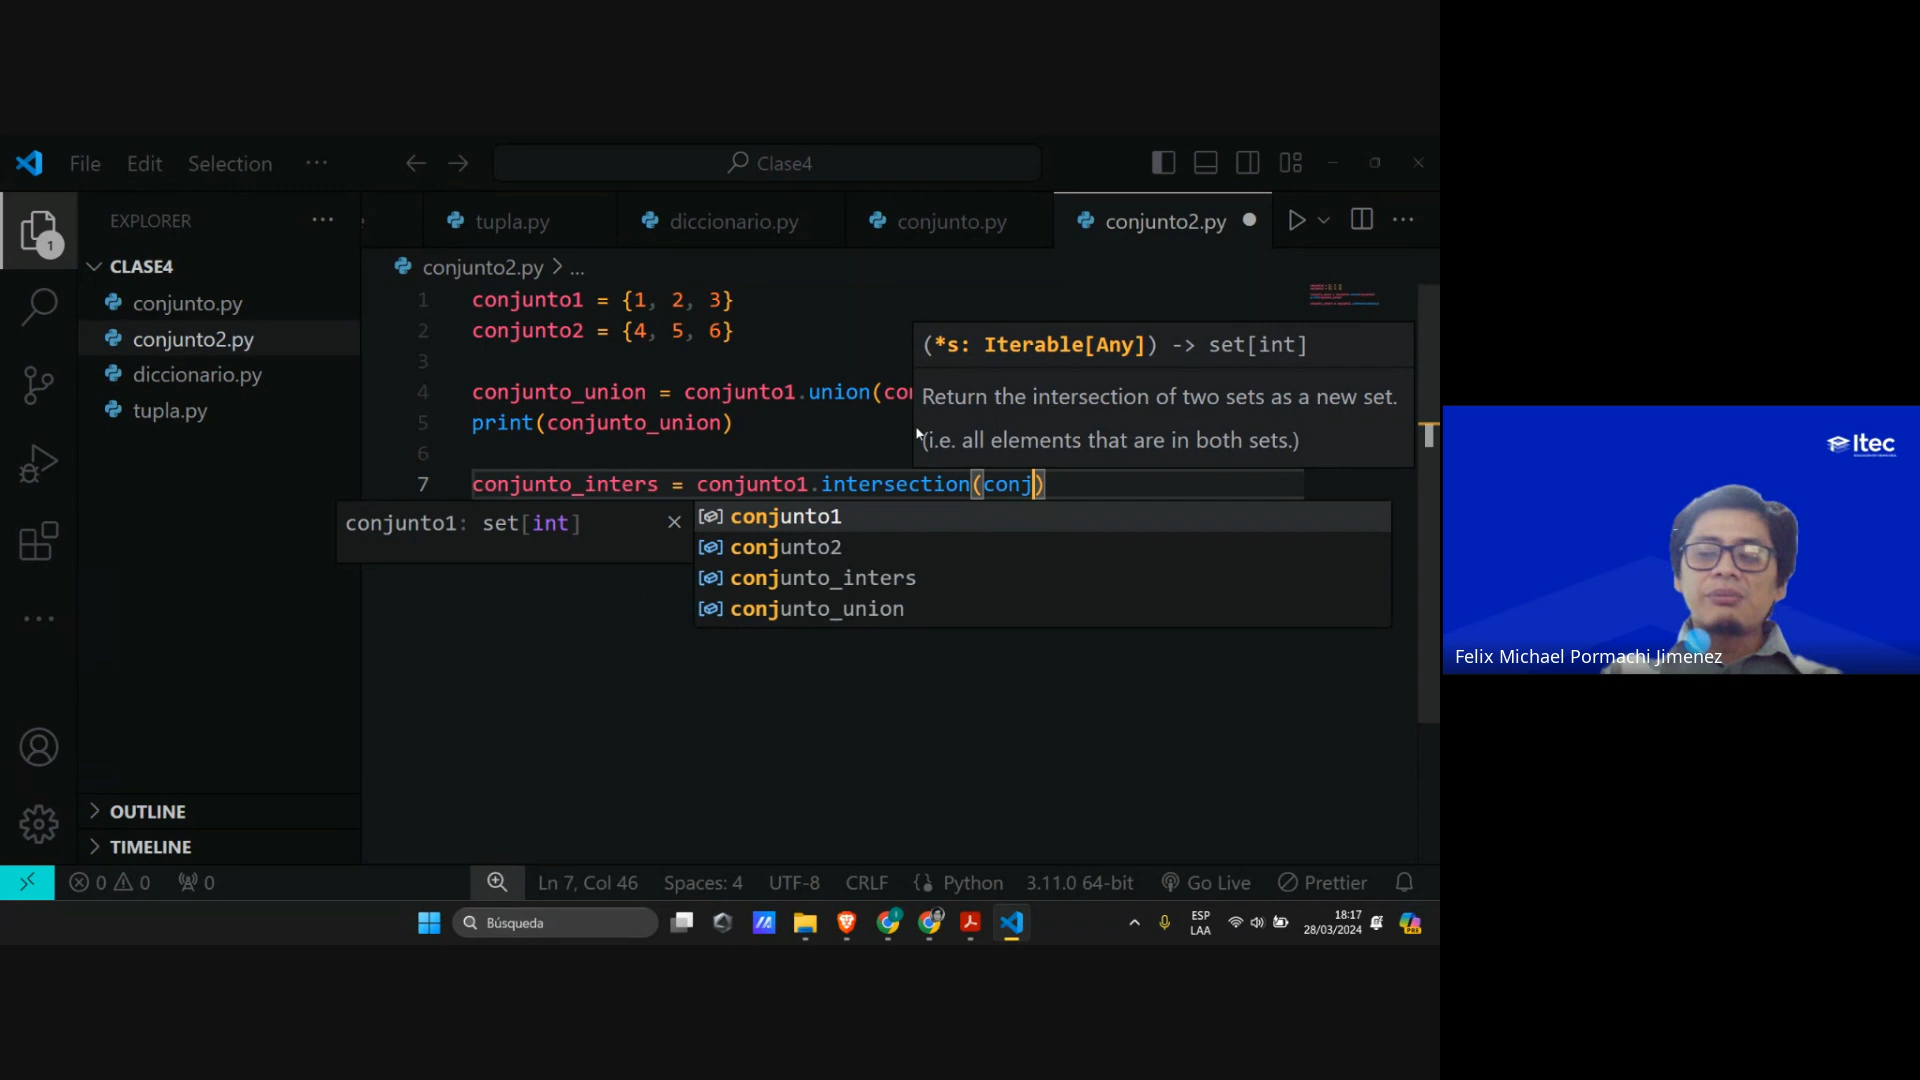 File Edit Selection ···
Clase4
EXPLORER ···
tupla.py
diccionario.py
conjunto.py
conjunto2.py
1
CLASE4
conjunto.py
conjunto2.py
diccionario.py
tupla.py
conjunto2.py > ...
1 conjunto1 = {1, 2, 3}
2 conjunto2 = {4, 5, 6}
3
4 conjunto_union = conjunto1.union(con
5 print(conjunto_union)
6
7 conjunto_inters = conjunto1.intersection(conj)
(*s: Iterable[Any]) -> set[int]
Return the intersection of two sets as a new set.
(i.e. all elements that are in both sets.)
conjunto1: set[int]
conjunto1
conjunto2
conjunto_inters
conjunto_union
OUTLINE
TIMELINE
0 0 0 Ln 7, Col 46 Spaces: 4 UTF-8 CRLF Python 3.11.0 64-bit Go Live Prettier
Búsqueda
ESP
LAA
18:17
28/03/2024
PRE
Itec
Felix Michael Pormachi Jimenez